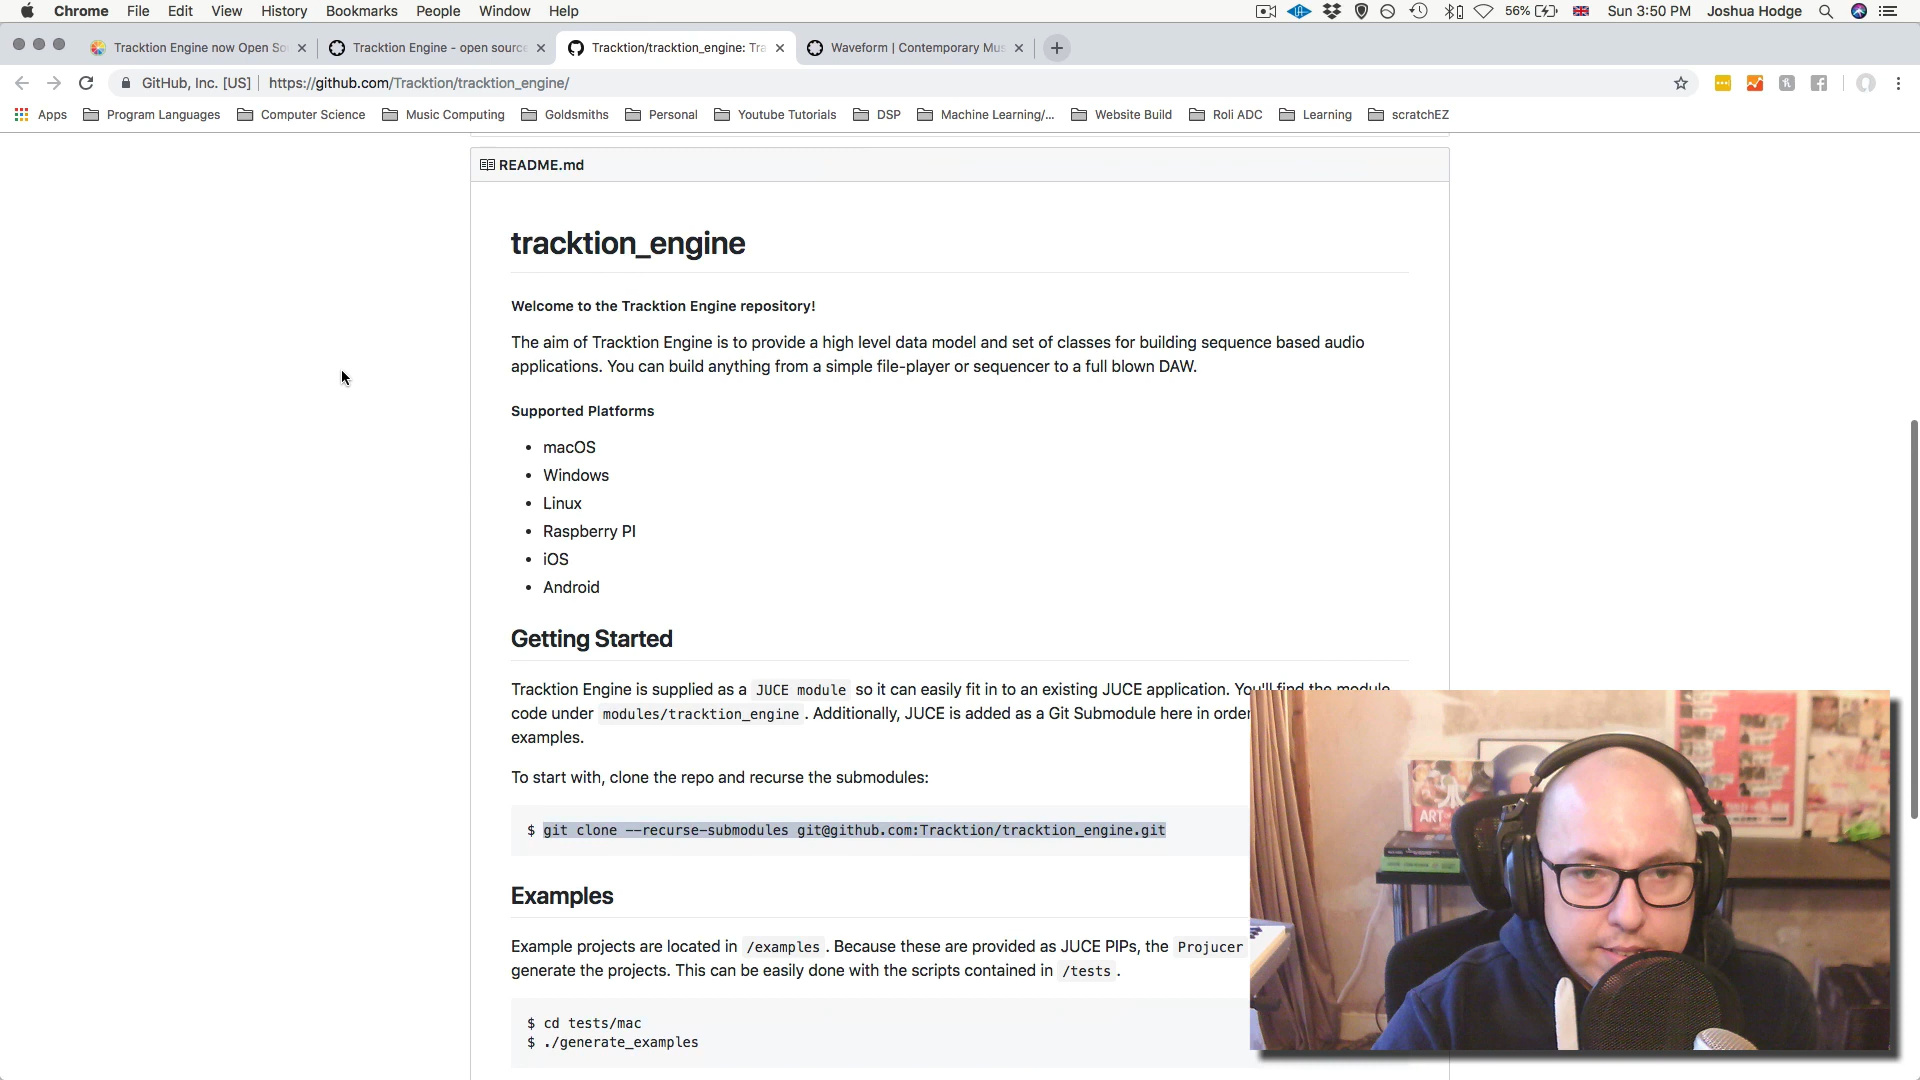 Chrome File Edit View History Bookmarks People Window Help 56% Sun 3:50 PM Joshua Hodge
Tracktion Engine now Open So Tracktion Engine - open source Tracktion/tracktion_engine: Tra Waveform | Contemporary Mus
GitHub, Inc. [US] https://github.com/Tracktion/tracktion_engine/
Apps Program Languages Computer Science Music Computing Goldsmiths Personal Youtube Tutorials DSP Machine Learning/... Website Build Roli ADC Learning scratchEZ
README.md
tracktion_engine
Welcome to the Tracktion Engine repository!
The aim of Tracktion Engine is to provide a high level data model and set of classes for building sequence based audio
applications. You can build anything from a simple file-player or sequencer to a full blown DAW.
Supported Platforms
• macOS
• Windows
• Linux
• Raspberry PI
• iOS
• Android
Getting Started
Tracktion Engine is supplied as a JUCE module so it can easily fit in to an existing JUCE application. You'll find the module
code under modules/tracktion_engine . Additionally, JUCE is added as a Git Submodule here in order
examples.
To start with, clone the repo and recurse the submodules:
$ git clone --recurse-submodules git@github.com:Tracktion/tracktion_engine.git
Examples
Example projects are located in /examples . Because these are provided as JUCE PIPs, the Projucer
generate the projects. This can be easily done with the scripts contained in /tests .
$ cd tests/mac
$ ./generate_examples
ART